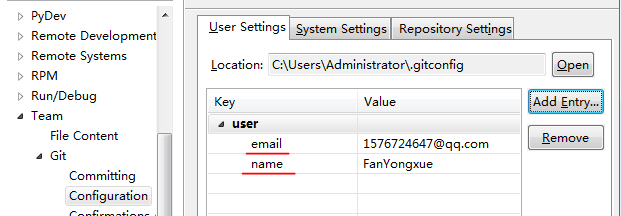 PyDev
Remote Development
Remote Systems
RPM
Run/Debug
Team
File Content
Git
Committing
Configuration
User Settings
System Settings
Repository Settings
Location:
C:\Users\Administrator\.gitconfig
Open
Key
Value
Add Entry...
user
email
1576724647@qq.com
Remove
name
FanYongxue